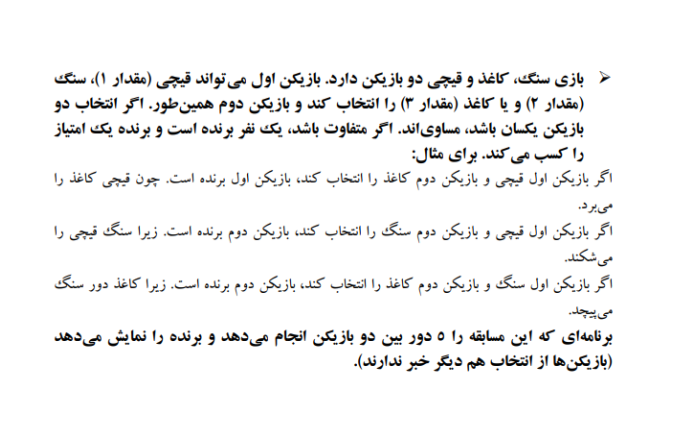 ➢ بازی سنگ، کاغذ و قیچی دو بازیکن دارد. بازیکن اول می‌تواند قیچی (مقدار ۱)، سنگ
(مقدار ۲) و یا کاغذ (مقدار ۳) را انتخاب کند و بازیکن دوم همین‌طور. اگر انتخاب دو
بازیکن یکسان باشد، مساوی‌اند. اگر متفاوت باشد، یک نفر برنده است و برنده یک امتیاز
را کسب می‌کند. برای مثال:
اگر بازیکن اول قیچی و بازیکن دوم کاغذ را انتخاب کند، بازیکن اول برنده است. چون قیچی کاغذ را
می‌برد.
اگر بازیکن اول قیچی و بازیکن دوم سنگ را انتخاب کند، بازیکن دوم برنده است. زیرا سنگ قیچی را
می‌شکند.
اگر بازیکن اول سنگ و بازیکن دوم کاغذ را انتخاب کند، بازیکن دوم برنده است. زیرا کاغذ دور سنگ
می‌پیچد.
برنامه‌ای که این مسابقه را ۵ دور بین دو بازیکن انجام می‌دهد و برنده را نمایش می‌دهد
(بازیکن‌ها از انتخاب هم دیگر خبر ندارند).